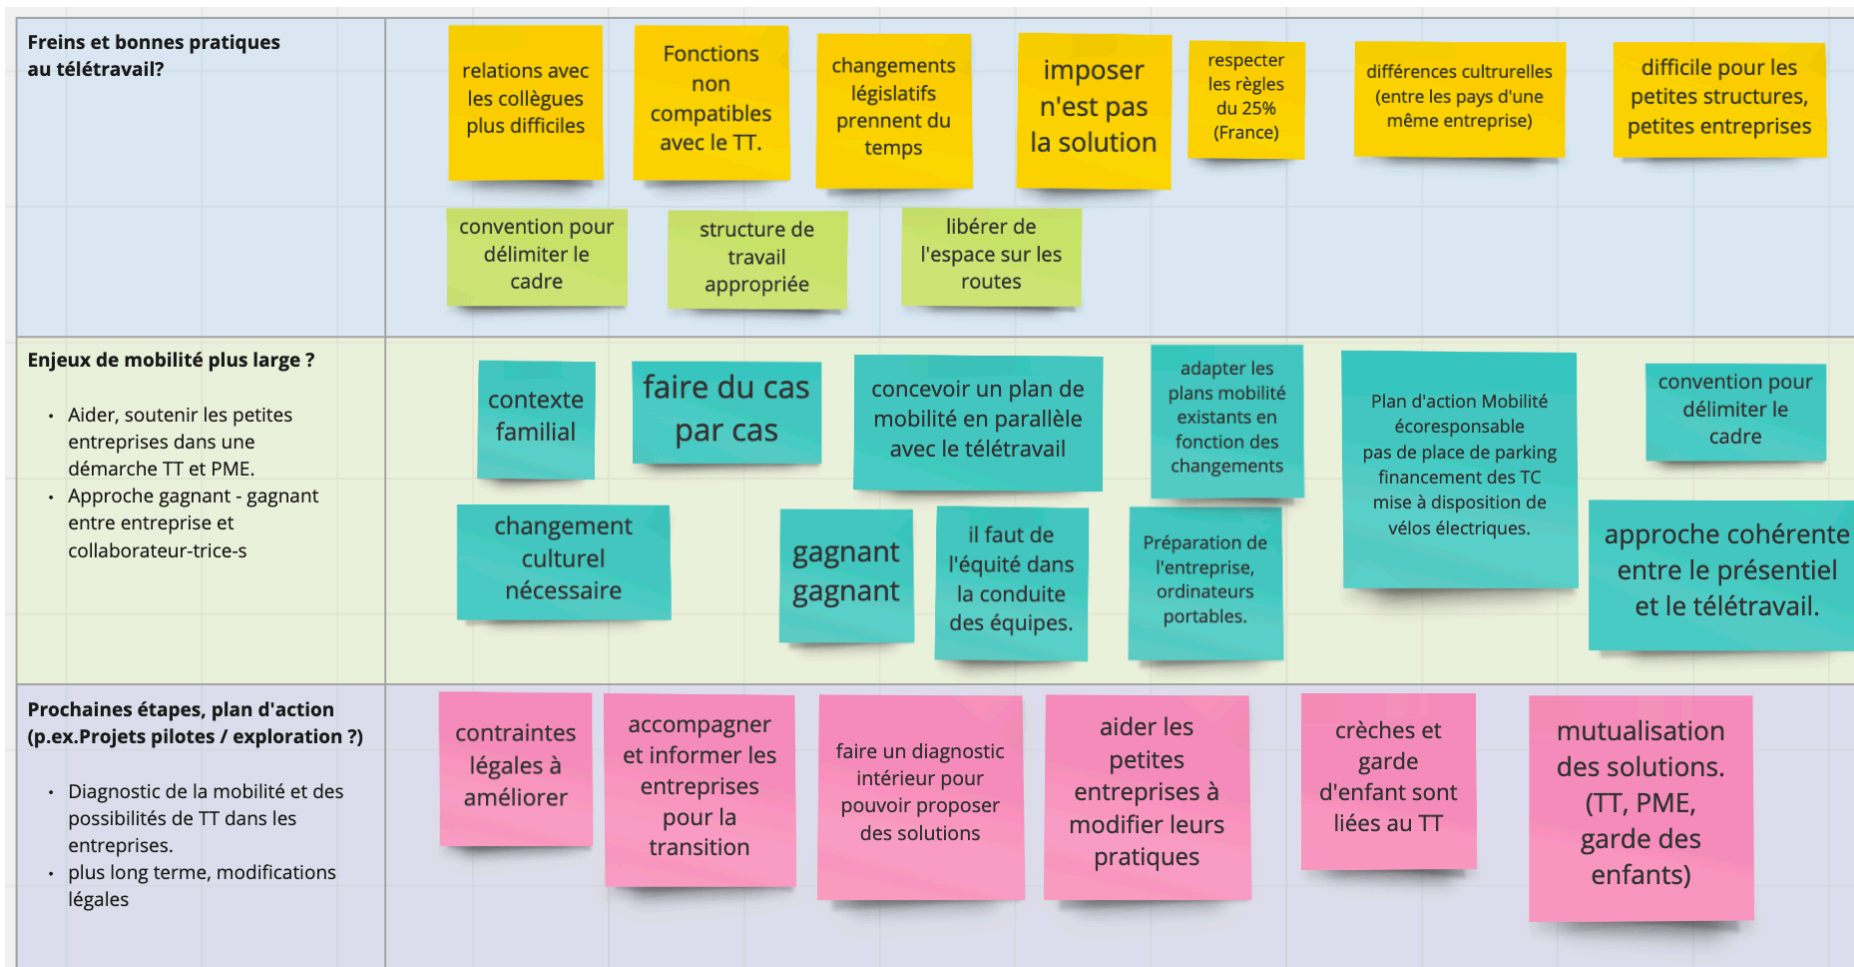 Freins et bonnes pratiques
au télétravail?
relations avec
les collègues
plus difficiles
Fonctions
non
compatibles
avec le TT.
changements
législatifs
prennent du
temps
imposer
n'est pas
la solution
respecter
les règles
du 25%
(France)
différences cultrurelles
(entre les pays d'une
même entreprise)
difficile pour les
petites structures,
petites entreprises
convention pour
délimiter le
cadre
structure de
travail
appropriée
libérer de
l'espace sur les
routes
Enjeux de mobilité plus large ?
• Aider, soutenir les petites
entreprises dans une
démarche TT et PME.
• Approche gagnant - gagnant
entre entreprise et
collaborateur-trice-s
contexte
familial
faire du cas
par cas
concevoir un plan de
mobilité en parallèle
avec le télétravail
adapter les
plans mobilité
existants en
fonction des
changements
Plan d'action Mobilité
écoresponsable
pas de place de parking
financement des TC
mise à disposition de
vélos électriques.
convention pour
délimiter le
cadre
changement
culturel
nécessaire
gagnant
gagnant
il faut de
l'équité dans
la conduite
des équipes.
Préparation de
l'entreprise,
ordinateurs
portables.
approche cohérente
entre le présentiel
et le télétravail.
Prochaines étapes, plan d'action
(p.ex.Projets pilotes / exploration ?)
• Diagnostic de la mobilité et des
possibilités de TT dans les
entreprises.
• plus long terme, modifications
légales
contraintes
légales à
améliorer
accompagner
et informer les
entreprises
pour la
transition
faire un diagnostic
intérieur pour
pouvoir proposer
des solutions
aider les
petites
entreprises à
modifier leurs
pratiques
crèches et
garde
d'enfant sont
liées au TT
mutualisation
des solutions.
(TT, PME,
garde des
enfants)